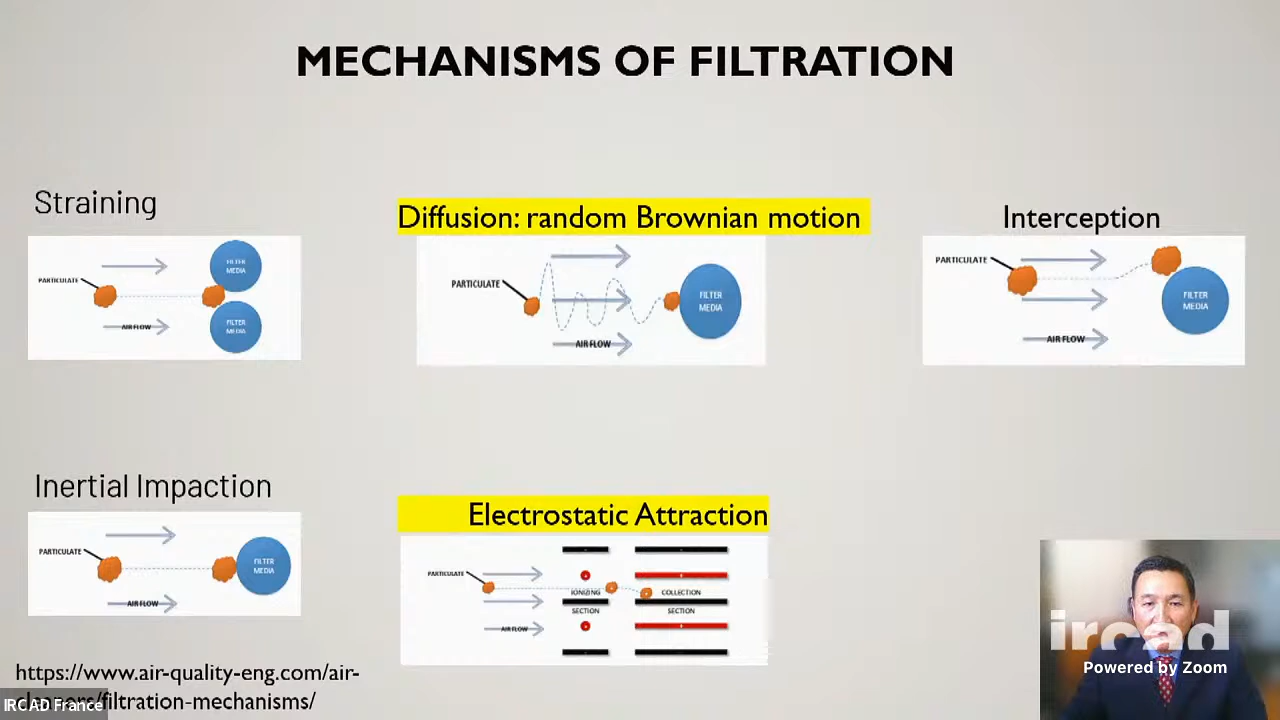 MECHANISMS OF FILTRATION
Straining
PARTICULATE
AIR FLOW
FILTER
MEDIA
FILTER
MEDIA
Diffusion: random Brownian motion
PARTICULATE
AIR FLOW
FILTER
MEDIA
Interception
PARTICULATE
AIR FLOW
FILTER
MEDIA
Inertial Impaction
PARTICULATE
AIR FLOW
FILTER
MEDIA
Electrostatic Attraction
PARTICULATE
AIR FLOW
IONIZING
SECTION
COLLECTION
SECTION
https://www.air-quality-eng.com/air-
cleaners/filtration-mechanisms/
IRCAD France
ircad
Powered by Zoom